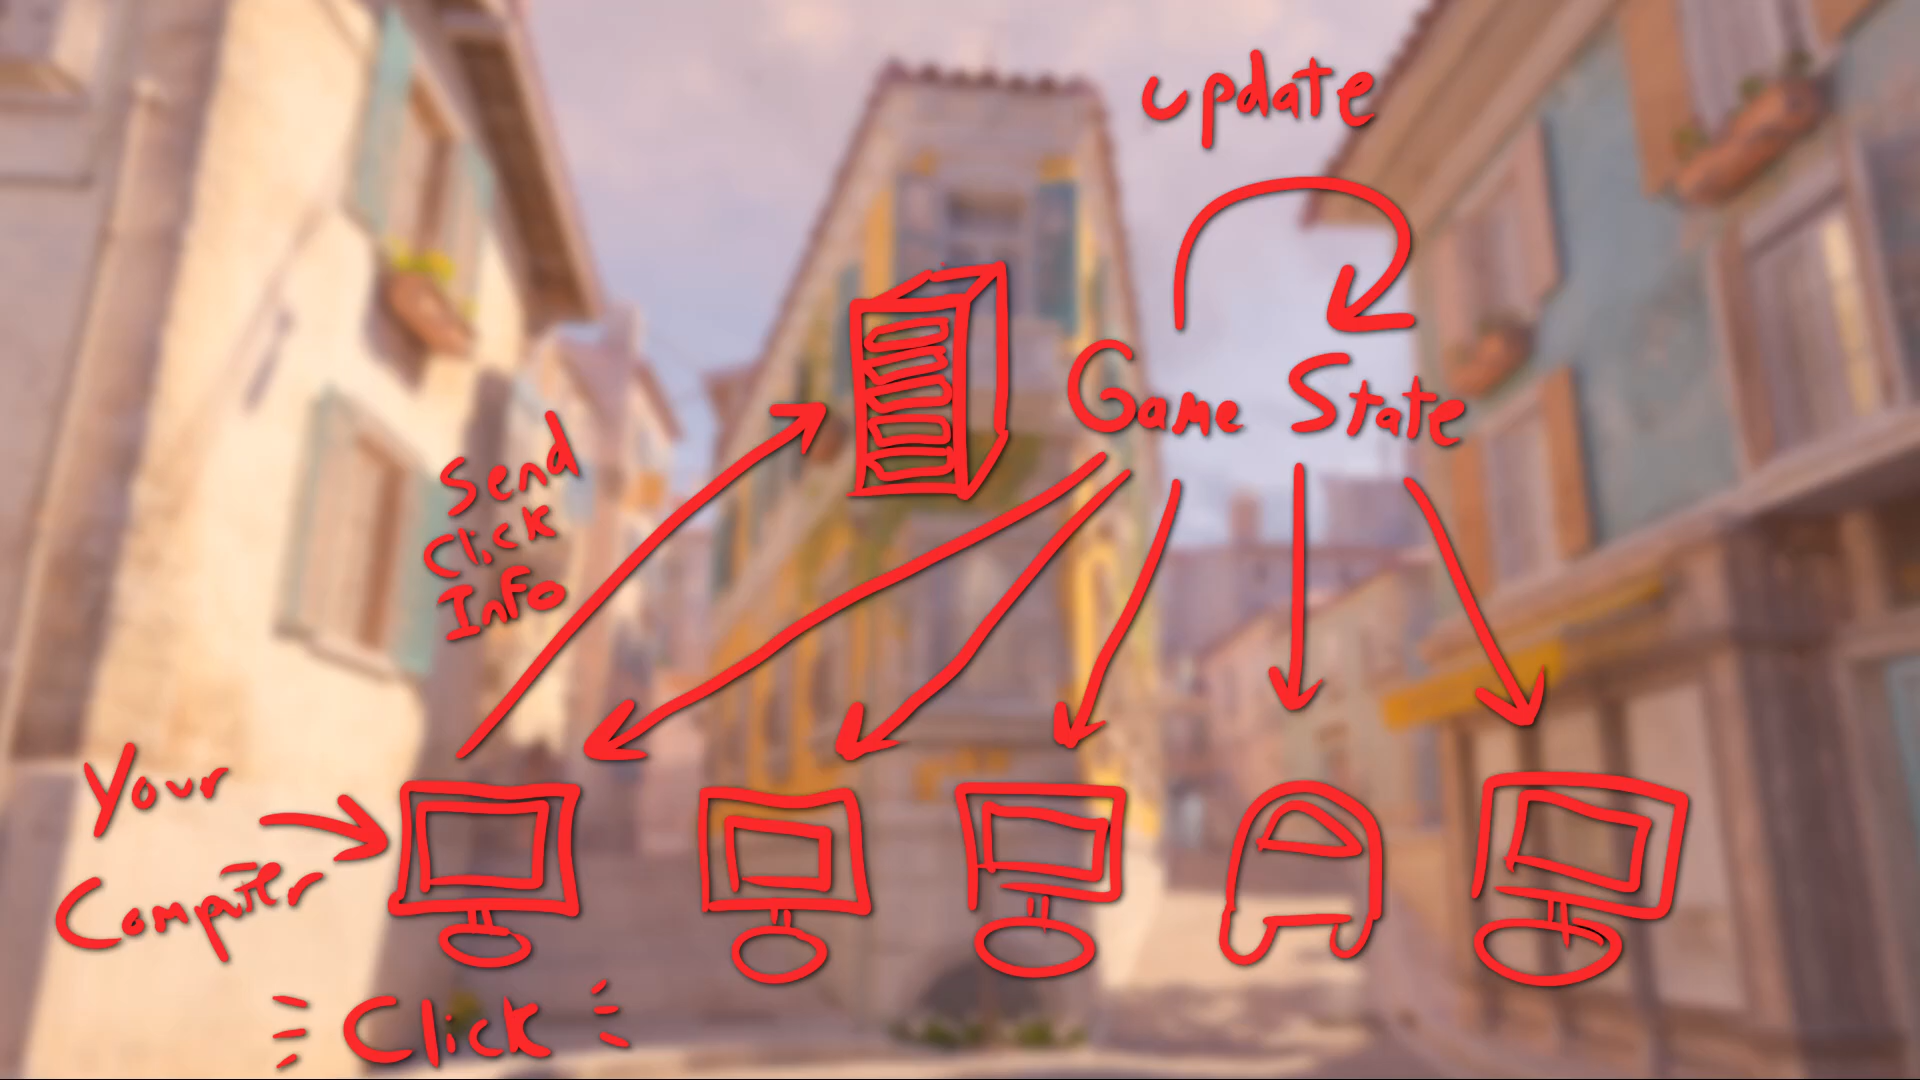 update
Game State
Send
Click
Info
Your
Computer
Click